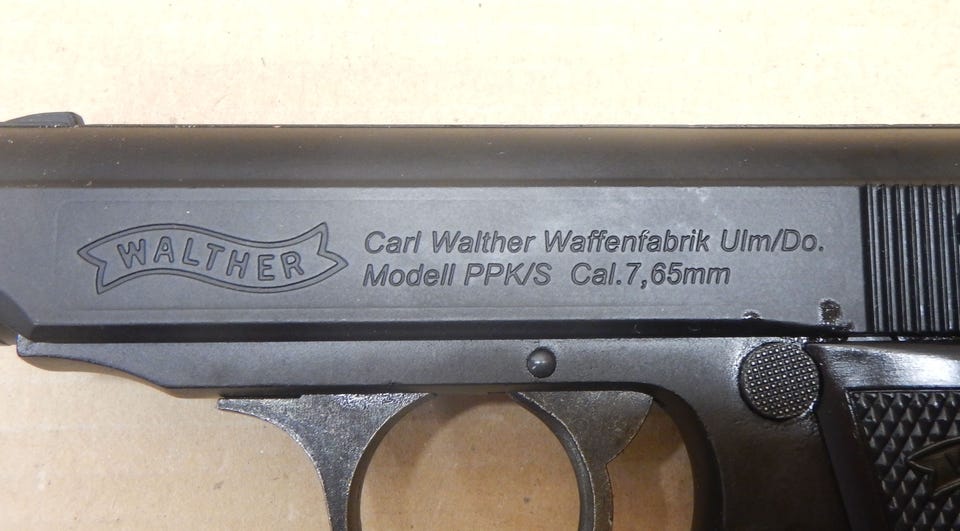 WALTHER
Carl Walther Waffenfabrik Ulm/Do.
Modell PPK/S Cal.7,65mm